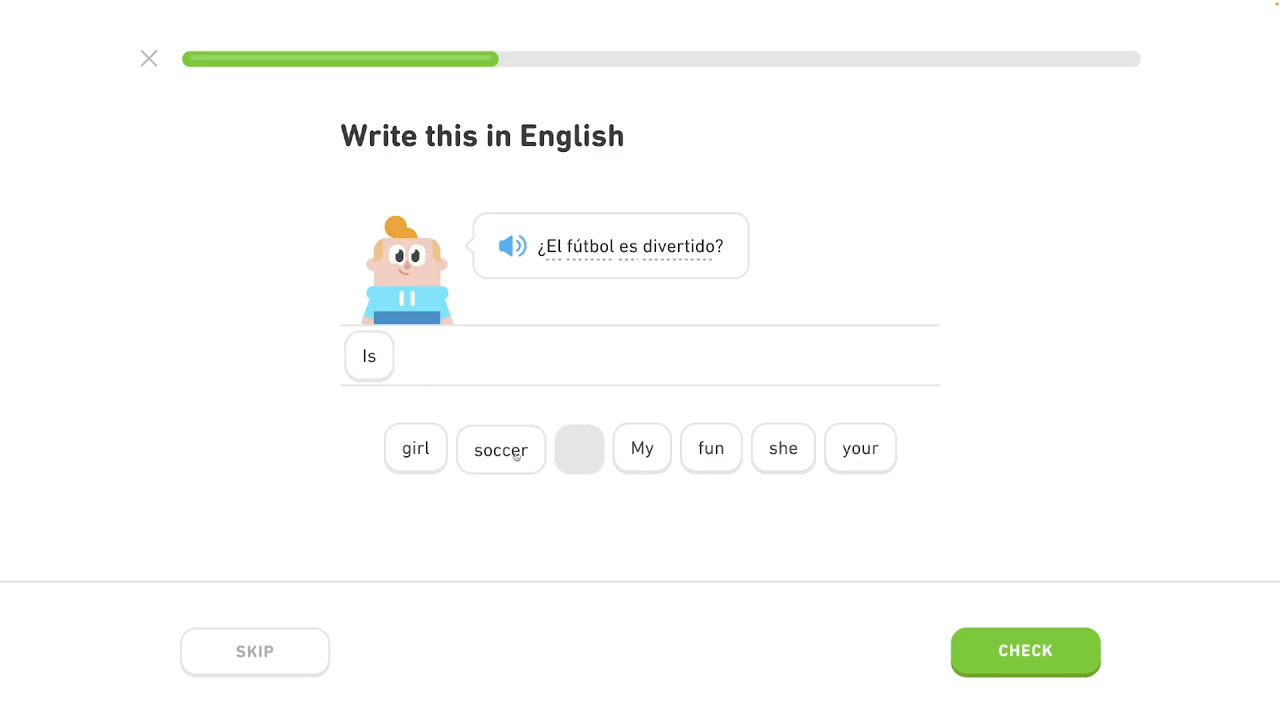 Write this in English
¿El fútbol es divertido?
Is
girl soccer My fun she your
SKIP CHECK